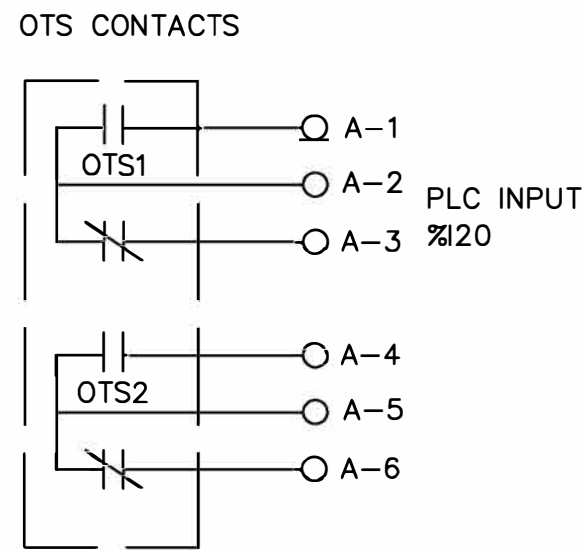 OTS CONTACTS
A-1
OTS1
A-2
PLC INPUT
A-3
%I20
A-4
OTS2
A-5
A-6